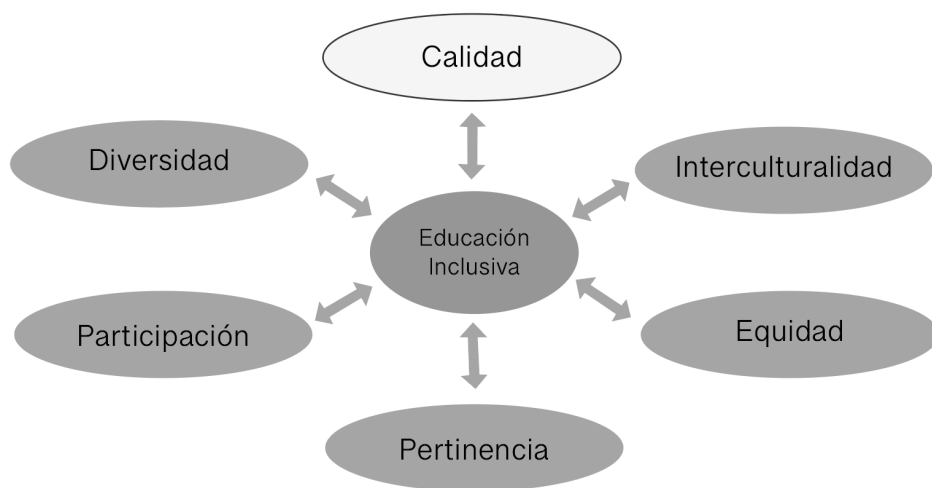 Calidad
Diversidad
Interculturalidad
Educación
Inclusiva
Participación
Equidad
Pertinencia